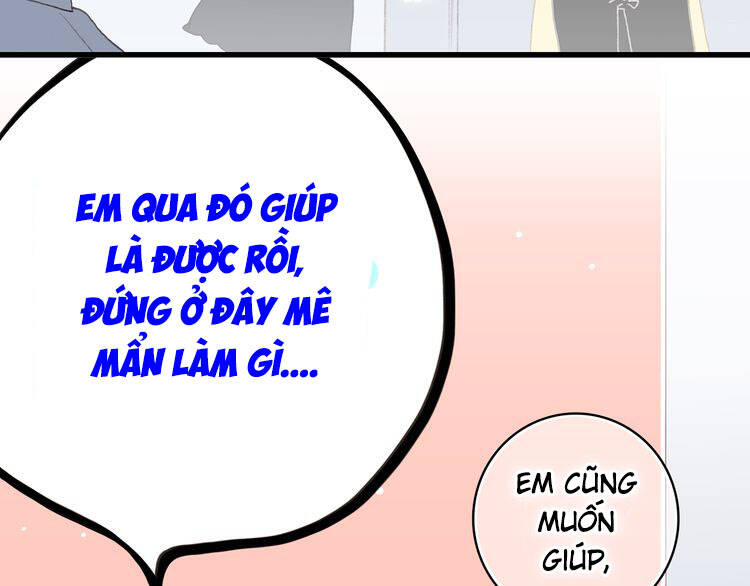 EM QUA ĐÓ GIÚP
LÀ ĐƯỢC RỒI,
ĐỨNG Ở ĐÂY MÊ
MẨN LÀM GÌ....
EM CŨNG
MUỐN
GIÚP,